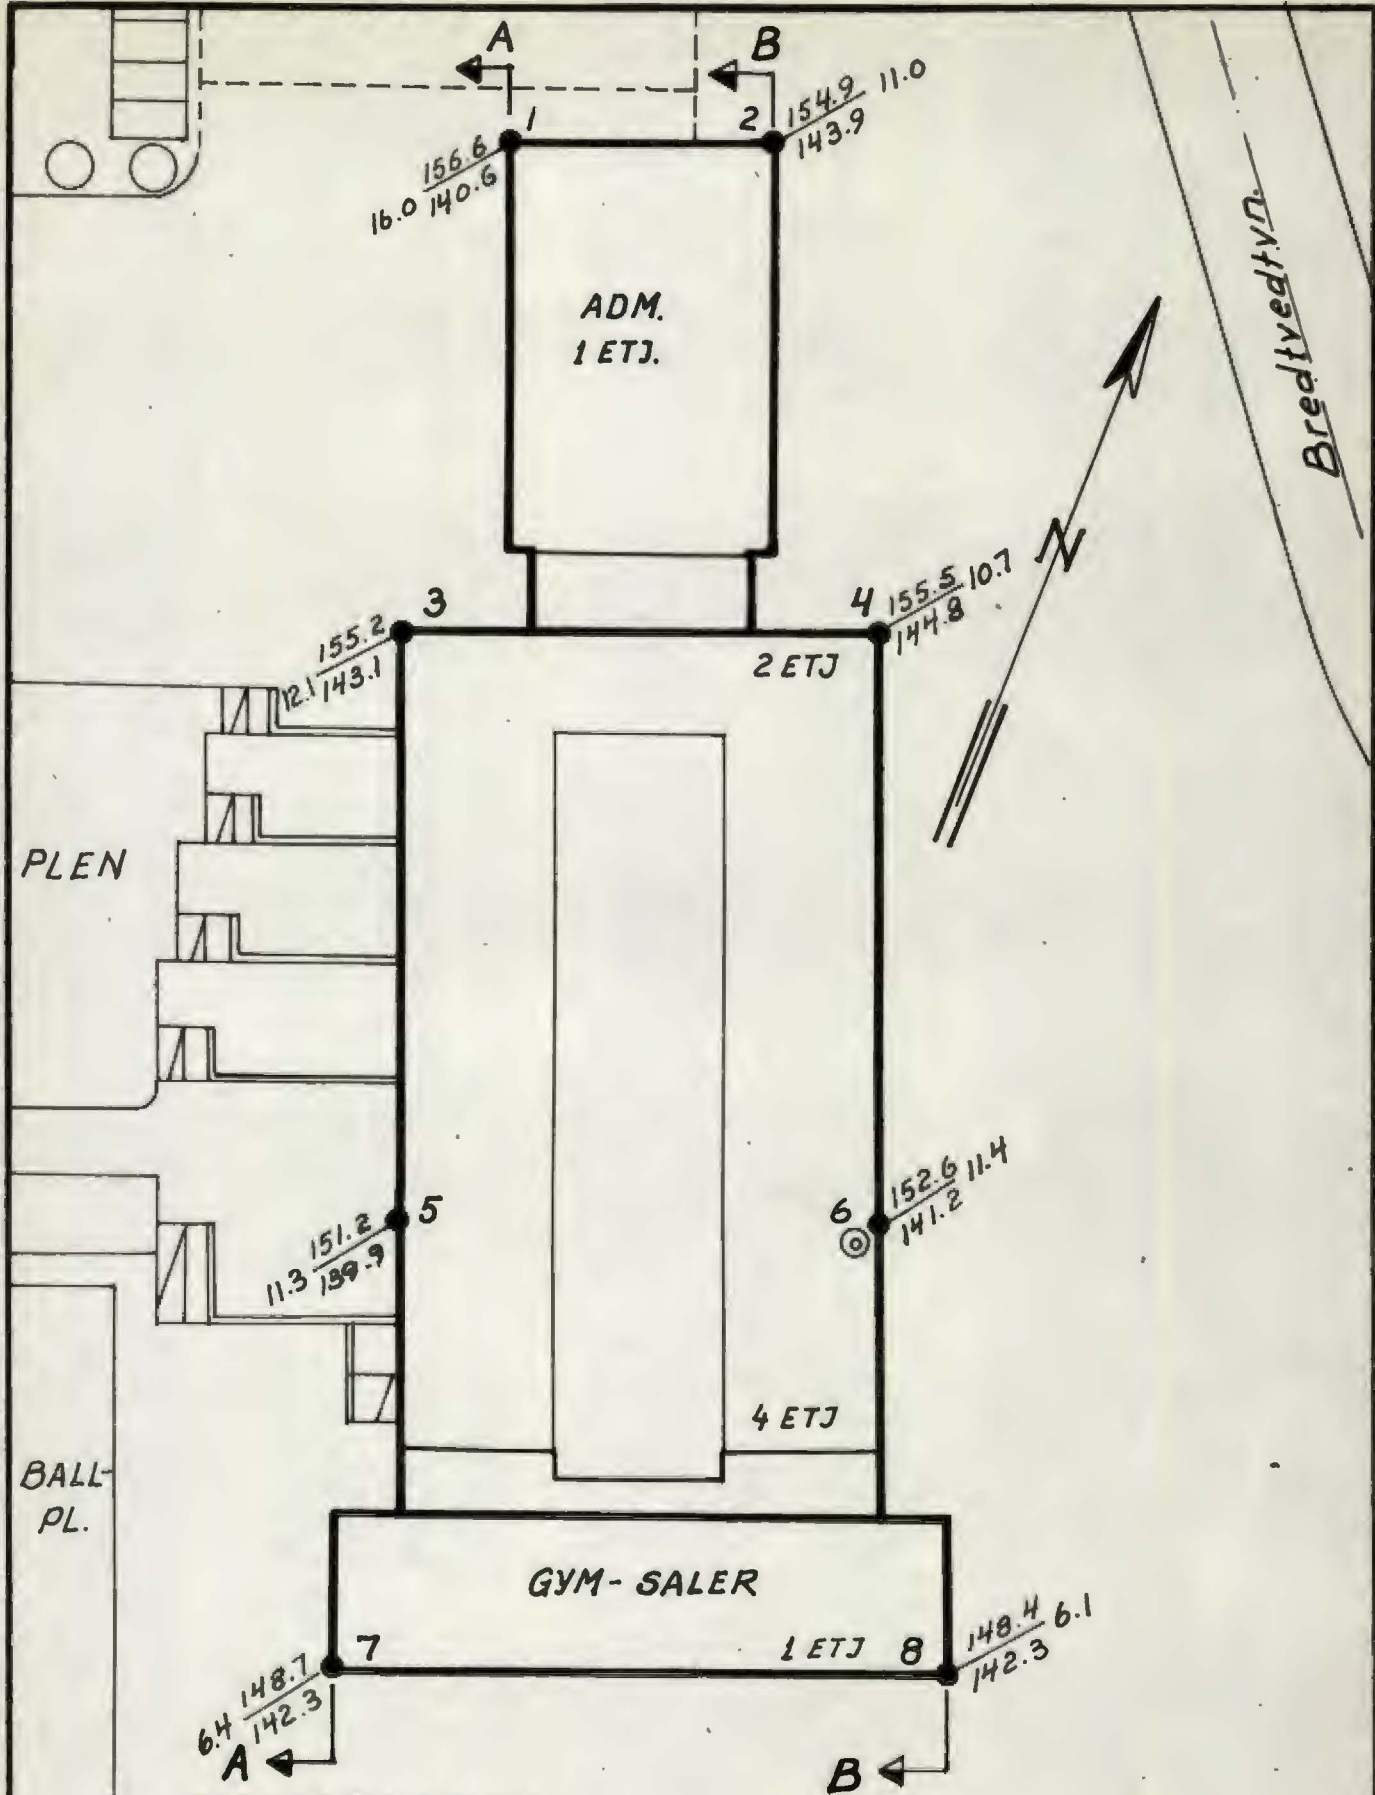 A
B
1
2
154.9 11.0
143.9
156.6
16.0 140.6
ADM.
1 ETJ.
Bredtvedtvn.
N
3
4
155.5 10.7
144.8
155.2
12.1 143.1
2 ETJ
PLEN
5
6
152.6 11.4
141.2
151.2
11.3 139.9
4 ETJ
BALL-
PL.
GYM-SALER
1 ETJ
7
8
148.4 6.1
142.3
148.7
6.4 142.3
A
B